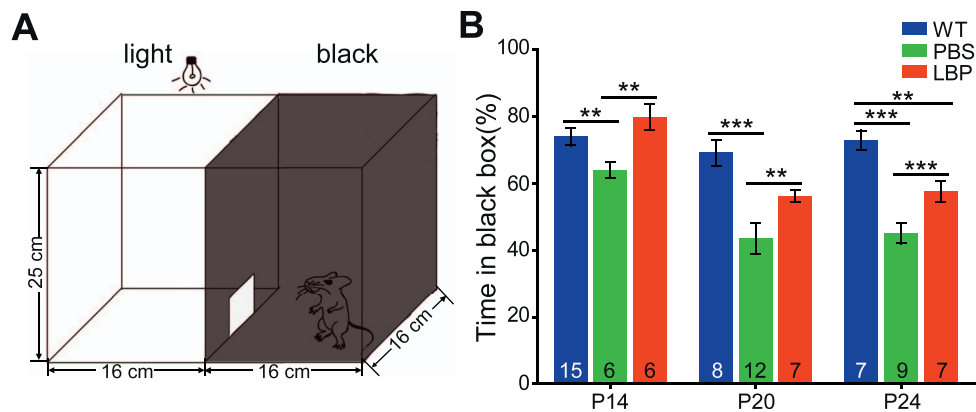 A
light
black
25 cm
16 cm
16 cm
16 cm
B
Time in black box(%)
100
80
60
40
20
0
WT
PBS
LBP
**
**
***
**
**
***
***
15
6
6
8
12
7
7
9
7
P14
P20
P24